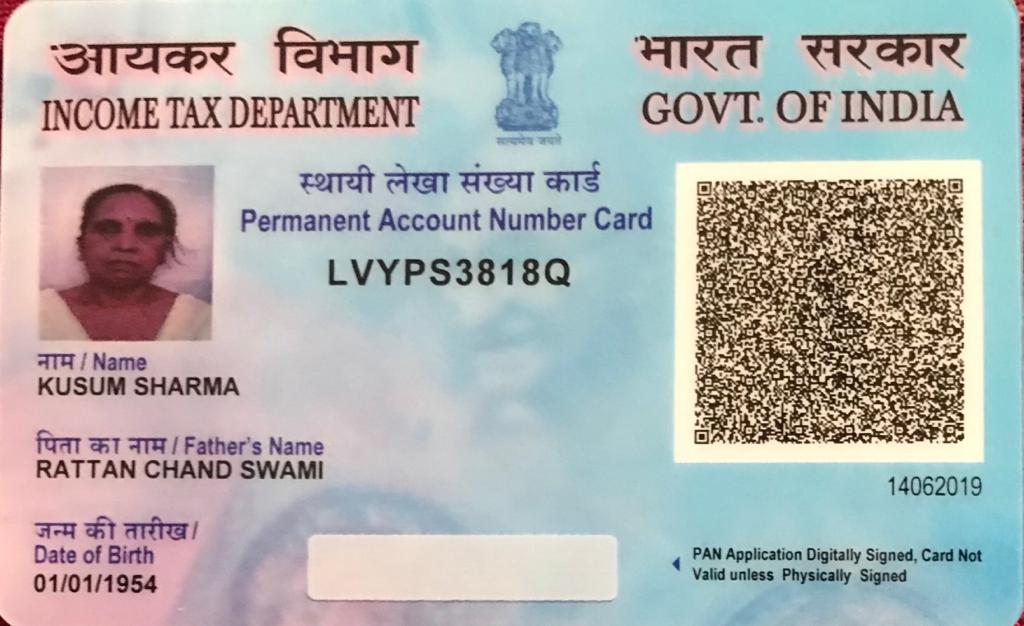 आयकर विभाग
INCOME TAX DEPARTMENT
सत्यमेव जयते
भारत सरकार
GOVT. OF INDIA
स्थायी लेखा संख्या कार्ड
Permanent Account Number Card
LVYPS3818Q
नाम / Name
KUSUM SHARMA
पिता का नाम / Father's Name
RATTAN CHAND SWAMI
जन्म की तारीख /
Date of Birth
01/01/1954
14062019
PAN Application Digitally Signed, Card Not
Valid unless Physically Signed